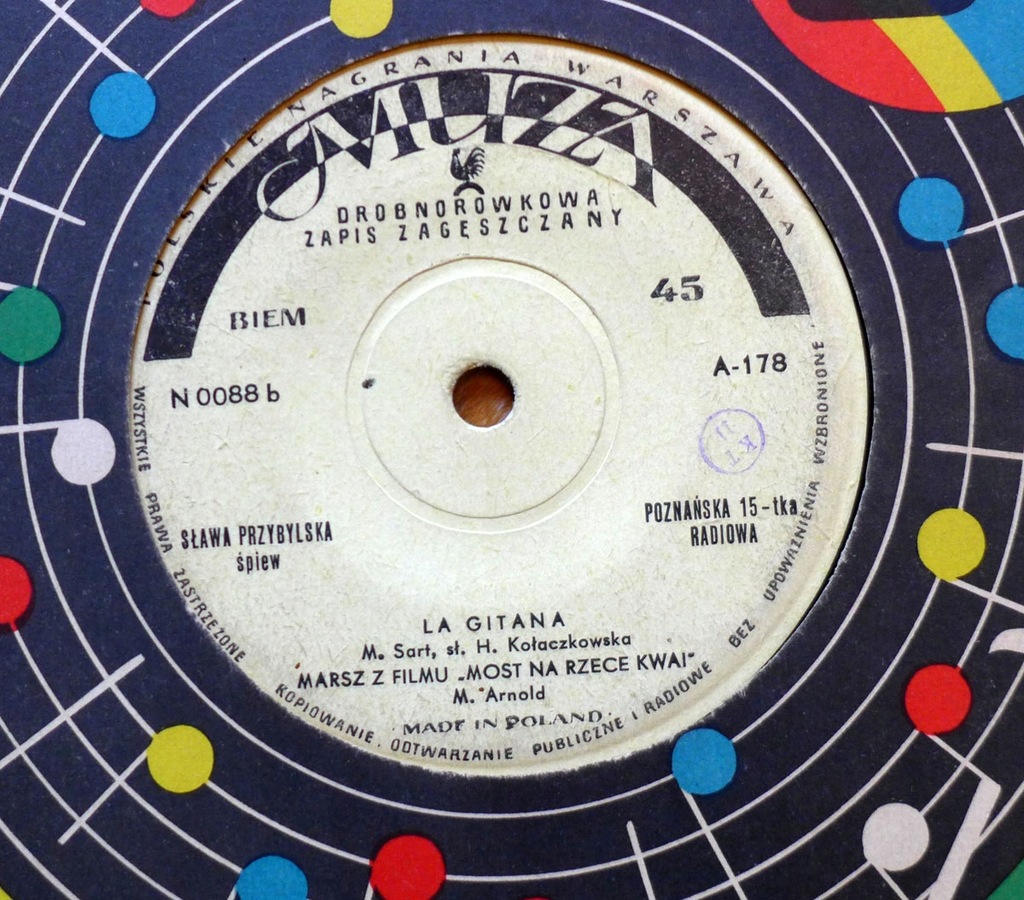 POLSKIE NAGRANIA WARSZAWA
MUZA
DROBNOROWKOWA
ZAPIS ZAGĘSZCZANY
BIEM
45
N 0088 b
A-178
K.T.
11
SŁAWA PRZYBYLSKA
śpiew
POZNAŃSKA 15-tka
RADIOWA
LA GITANA
M. Sart, sł. H. Kołaczkowska
MARSZ Z FILMU „MOST NA RZECE KWAI"
M. Arnold
MADE IN POLAND
WSZYSTKIE PRAWA ZASTRZEŻONE
KOPIOWANIE, ODTWARZANIE PUBLICZNE I RADIOWE BEZ UPOWAŻNIENIA WZBRONIONE